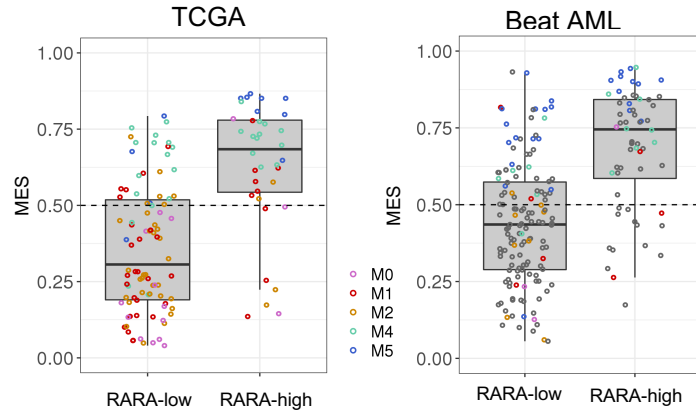 TCGA
MES
1.00
0.75
0.50
0.25
0.00
RARA-low RARA-high
M0
M1
M2
M4
M5
Beat AML
MES
1.00
0.75
0.50
0.25
0.00
RARA-low RARA-high